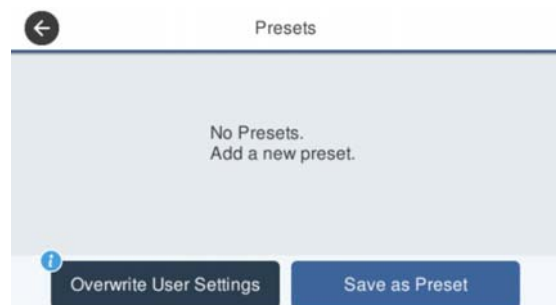 Presets
No Presets.
Add a new preset.
i
Overwrite User Settings
Save as Preset